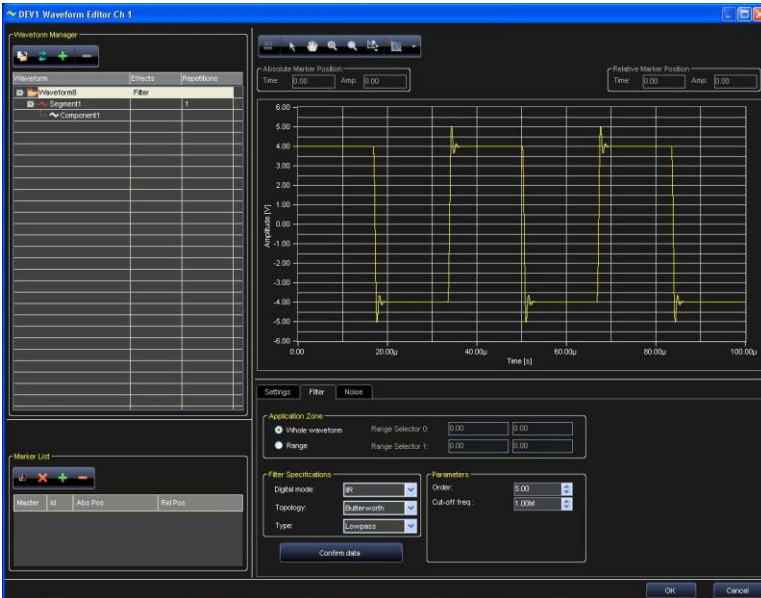 DEV1 Waveform Editor Ch 1
Waveform Manager
Waveform Effects Repetitions
Waveform8 Filter
Segment1 1
Component1
Marker List
Master Id Abs Pos Rel Pos
Absolute Marker Position
Time: 0.00 Amp: 0.00
Relative Marker Position
Time: 0.00 Amp: 0.00
6.00
5.00
4.00
3.00
2.00
1.00
0.00
-1.00
-2.00
-3.00
-4.00
-5.00
-6.00
Amplitude [V]
0.00 20.00µ 40.00µ 60.00µ 80.00µ 100.00µ
Time [s]
Settings Filter Noise
Application Zone
Whole waveform Range Selector 0: 0.00 0.00
Range Range Selector 1: 0.00 0.00
Filter Specifications
Digital mode: IIR
Topology: Butterworth
Type: Lowpass
Confirm data
Parameters
Order: 5.00
Cut-off freq.: 1.00M
OK Cancel